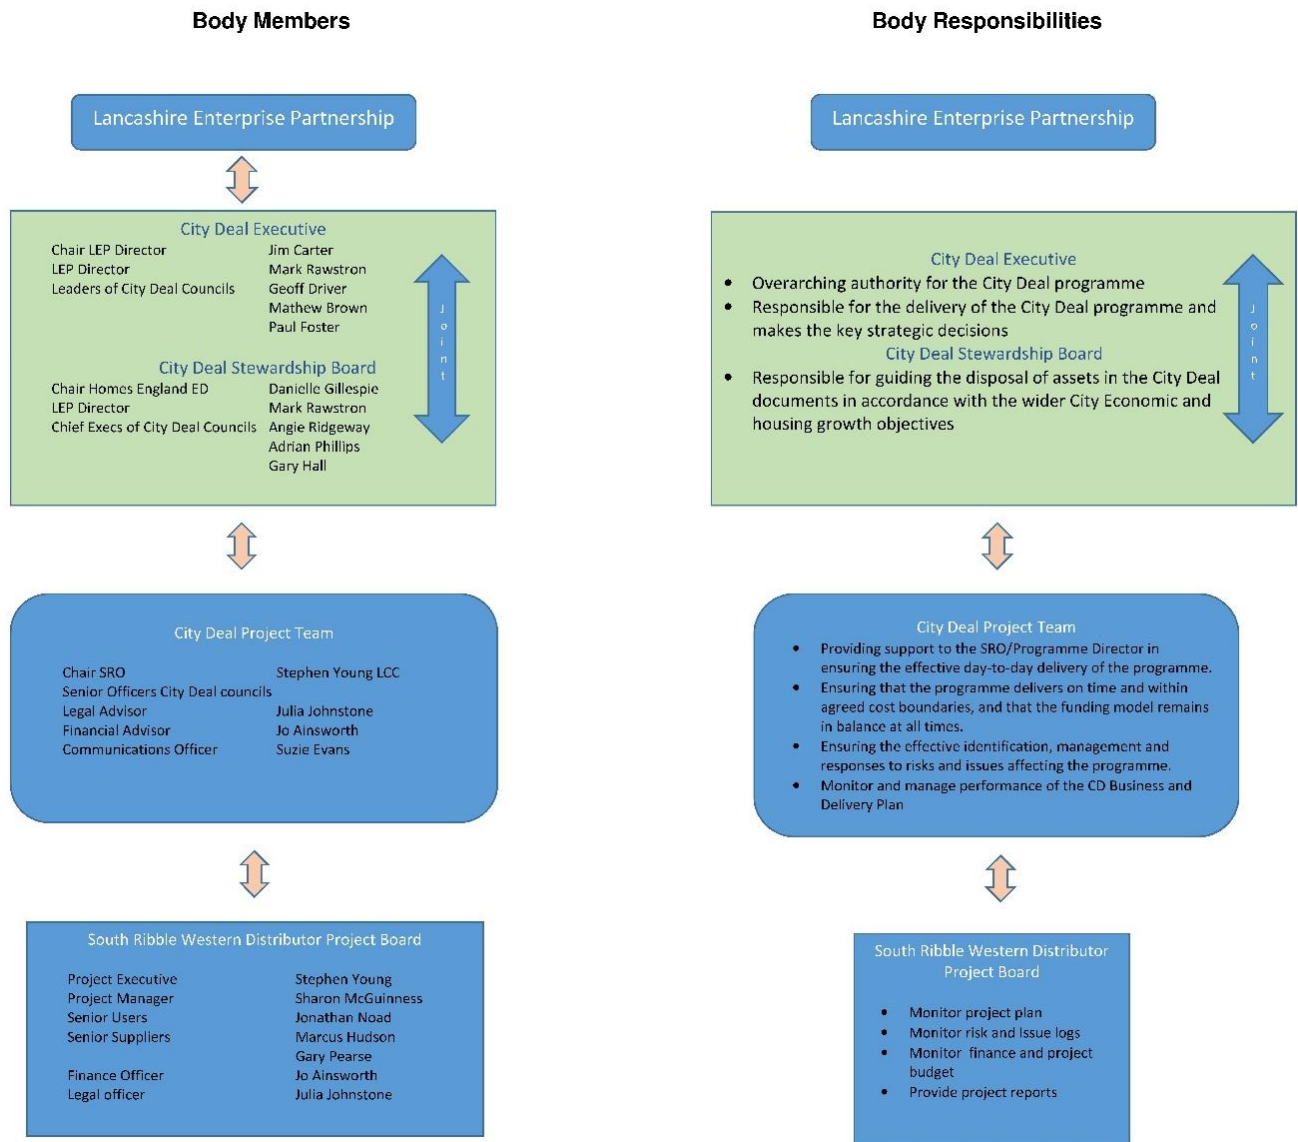 Body Members
Lancashire Enterprise Partnership
City Deal Executive
Chair LEP Director Jim Carter
LEP Director Mark Rawstron
Leaders of City Deal Councils Geoff Driver
Mathew Brown
Paul Foster
City Deal Stewardship Board
Chair Homes England ED Danielle Gillespie
LEP Director Mark Rawstron
Chief Execs of City Deal Councils Angie Ridgeway
Adrian Phillips
Gary Hall
Joint
City Deal Project Team
Chair SRO Stephen Young LCC
Senior Officers City Deal councils
Legal Advisor Julia Johnstone
Financial Advisor Jo Ainsworth
Communications Officer Suzie Evans
South Ribble Western Distributor Project Board
Project Executive Stephen Young
Project Manager Sharon McGuinness
Senior Users Jonathan Noad
Senior Suppliers Marcus Hudson
Gary Pearse
Finance Officer Jo Ainsworth
Legal officer Julia Johnstone
Body Responsibilities
Lancashire Enterprise Partnership
City Deal Executive
• Overarching authority for the City Deal programme
• Responsible for the delivery of the City Deal programme and
makes the key strategic decisions
City Deal Stewardship Board
• Responsible for guiding the disposal of assets in the City Deal
documents in accordance with the wider City Economic and
housing growth objectives
Joint
City Deal Project Team
• Providing support to the SRO/Programme Director in
ensuring the effective day-to-day delivery of the programme.
• Ensuring that the programme delivers on time and within
agreed cost boundaries, and that the funding model remains
in balance at all times.
• Ensuring the effective identification, management and
responses to risks and issues affecting the programme.
• Monitor and manage performance of the CD Business and
Delivery Plan
South Ribble Western Distributor
Project Board
• Monitor project plan
• Monitor risk and Issue logs
• Monitor finance and project
budget
• Provide project reports